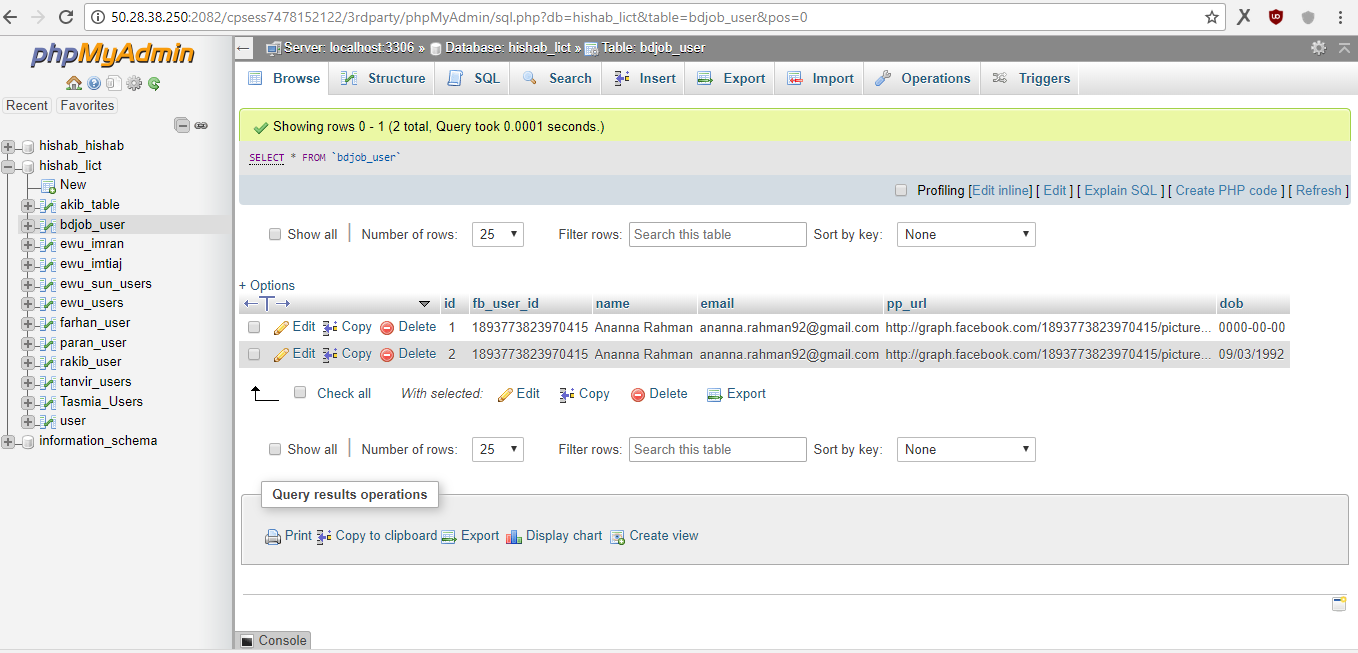 50.28.38.250:2082/cpsess7478152122/3rdparty/phpMyAdmin/sql.php?db=hishab_lict&table=bdjob_user&pos=0
phpMyAdmin
Recent Favorites
hishab_hishab
hishab_lict
New
akib_table
bdjob_user
ewu_imran
ewu_imtiaj
ewu_sun_users
ewu_users
farhan_user
paran_user
rakib_user
tanvir_users
Tasmia_Users
user
information_schema
Server: localhost:3306 » Database: hishab_lict » Table: bdjob_user
Browse Structure SQL Search Insert Export Import Operations Triggers
Showing rows 0 - 1 (2 total, Query took 0.0001 seconds.)
SELECT * FROM `bdjob_user`
Profiling [Edit inline] [ Edit ] [ Explain SQL ] [ Create PHP code ] [ Refresh ]
Show all | Number of rows: 25 Filter rows: Search this table Sort by key: None
+ Options
←T→ id fb_user_id name email pp_url dob
Edit Copy Delete 1 1893773823970415 Ananna Rahman ananna.rahman92@gmail.com http://graph.facebook.com/1893773823970415/picture... 0000-00-00
Edit Copy Delete 2 1893773823970415 Ananna Rahman ananna.rahman92@gmail.com http://graph.facebook.com/1893773823970415/picture... 09/03/1992
Check all With selected: Edit Copy Delete Export
Show all | Number of rows: 25 Filter rows: Search this table Sort by key: None
Query results operations
Print Copy to clipboard Export Display chart Create view
Console